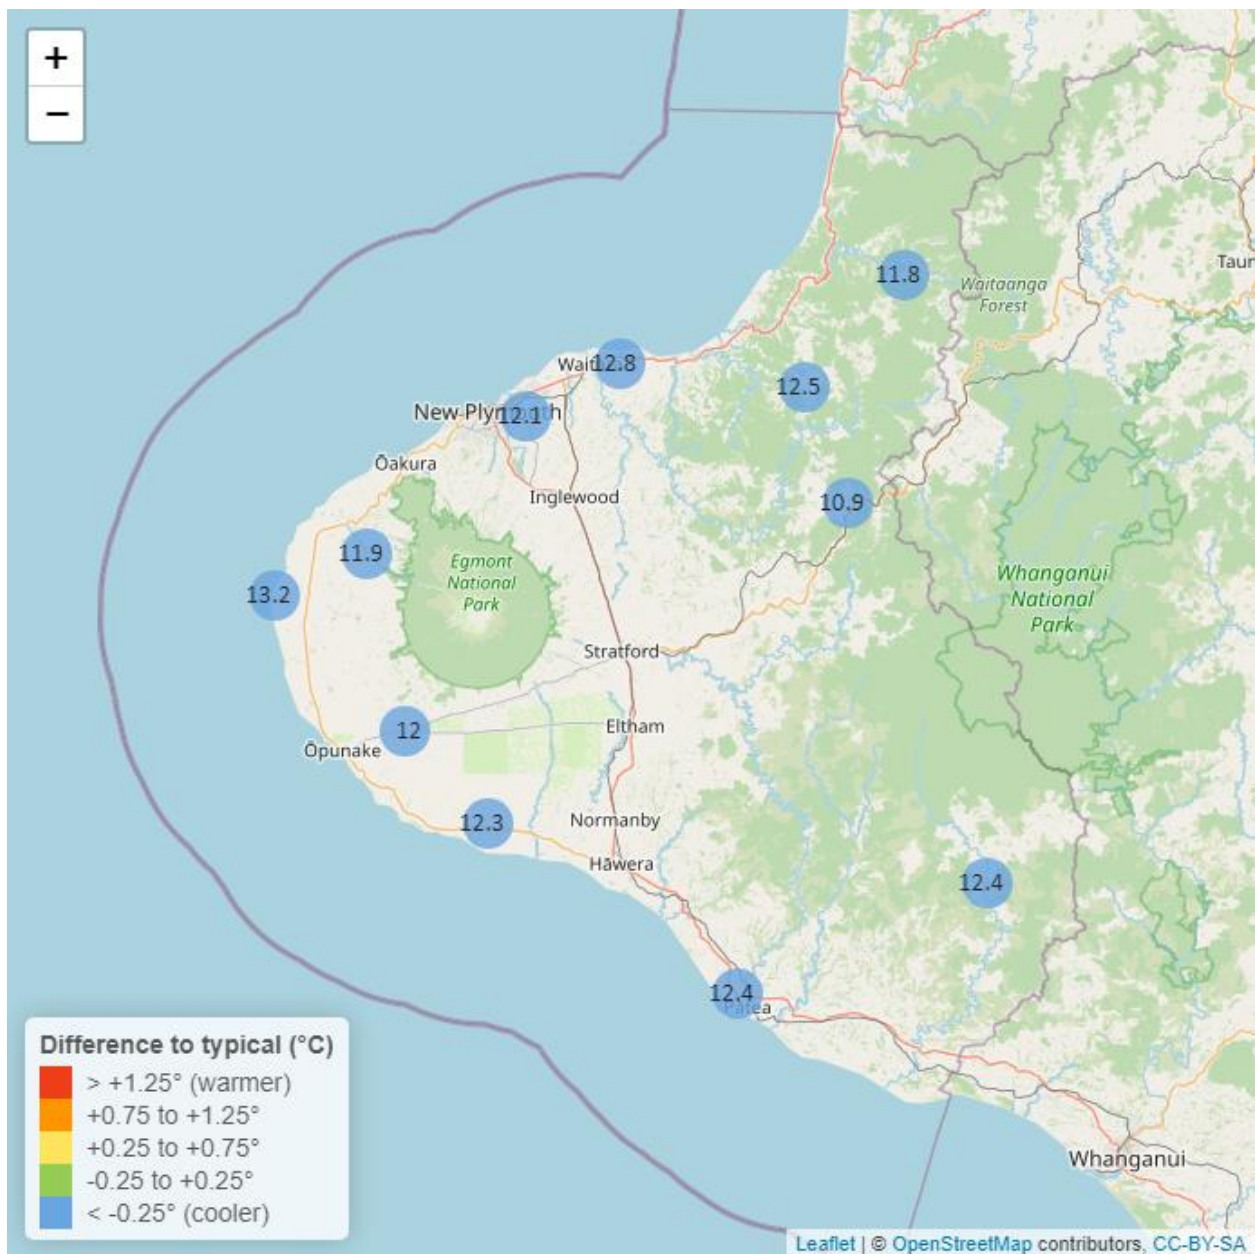 +
−
11.8
Waitaanga
Forest
Taun
12.8
12.5
New Plym
12.1
Ōakura
Inglewood
10.9
11.9
Egmont
National
Park
13.2
Whanganui
National
Park
Stratford
12
Ōpunake
Eltham
12.3
Normanby
Hāwera
12.4
12.4
Patea
Difference to typical (°C)
> +1.25° (warmer)
+0.75 to +1.25°
+0.25 to +0.75°
-0.25 to +0.25°
< -0.25° (cooler)
Whanganui
Leaflet | © OpenStreetMap contributors, CC-BY-SA